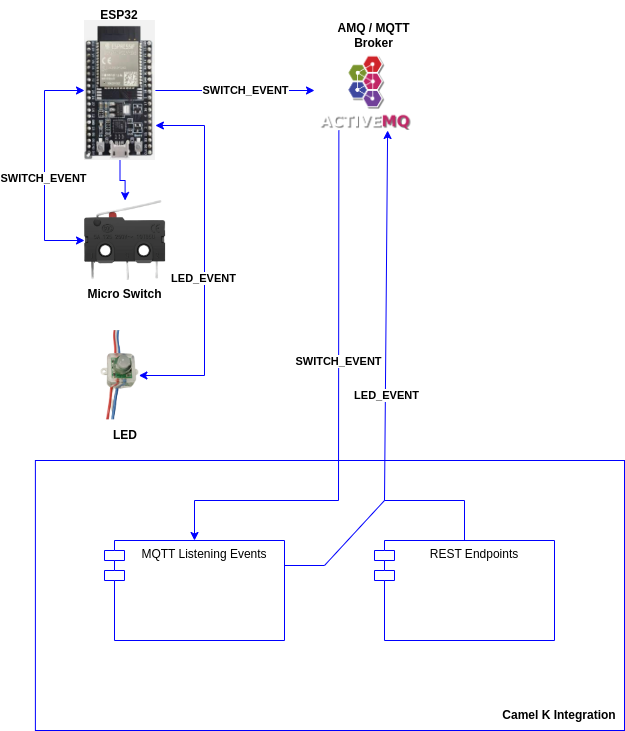 ESP32
AMQ / MQTT
Broker
SWITCH_EVENT
ACTIVEMQ
SWITCH_EVENT
LED_EVENT
Micro Switch
SWITCH_EVENT
LED_EVENT
LED
MQTT Listening Events
REST Endpoints
Camel K Integration